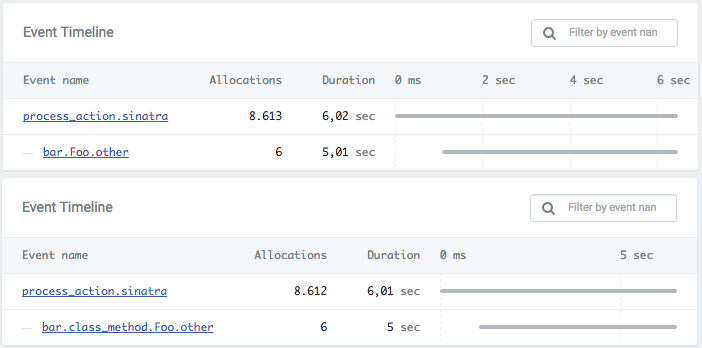 Event Timeline Filter by event nan
Event name Allocations Duration 0 ms 2 sec 4 sec 6 sec
process_action.sinatra 8.613 6,02 sec
— bar.Foo.other 6 5,01 sec
Event Timeline Filter by event nan
Event name Allocations Duration 0 ms 5 sec
process_action.sinatra 8.612 6,01 sec
— bar.class_method.Foo.other 6 5 sec